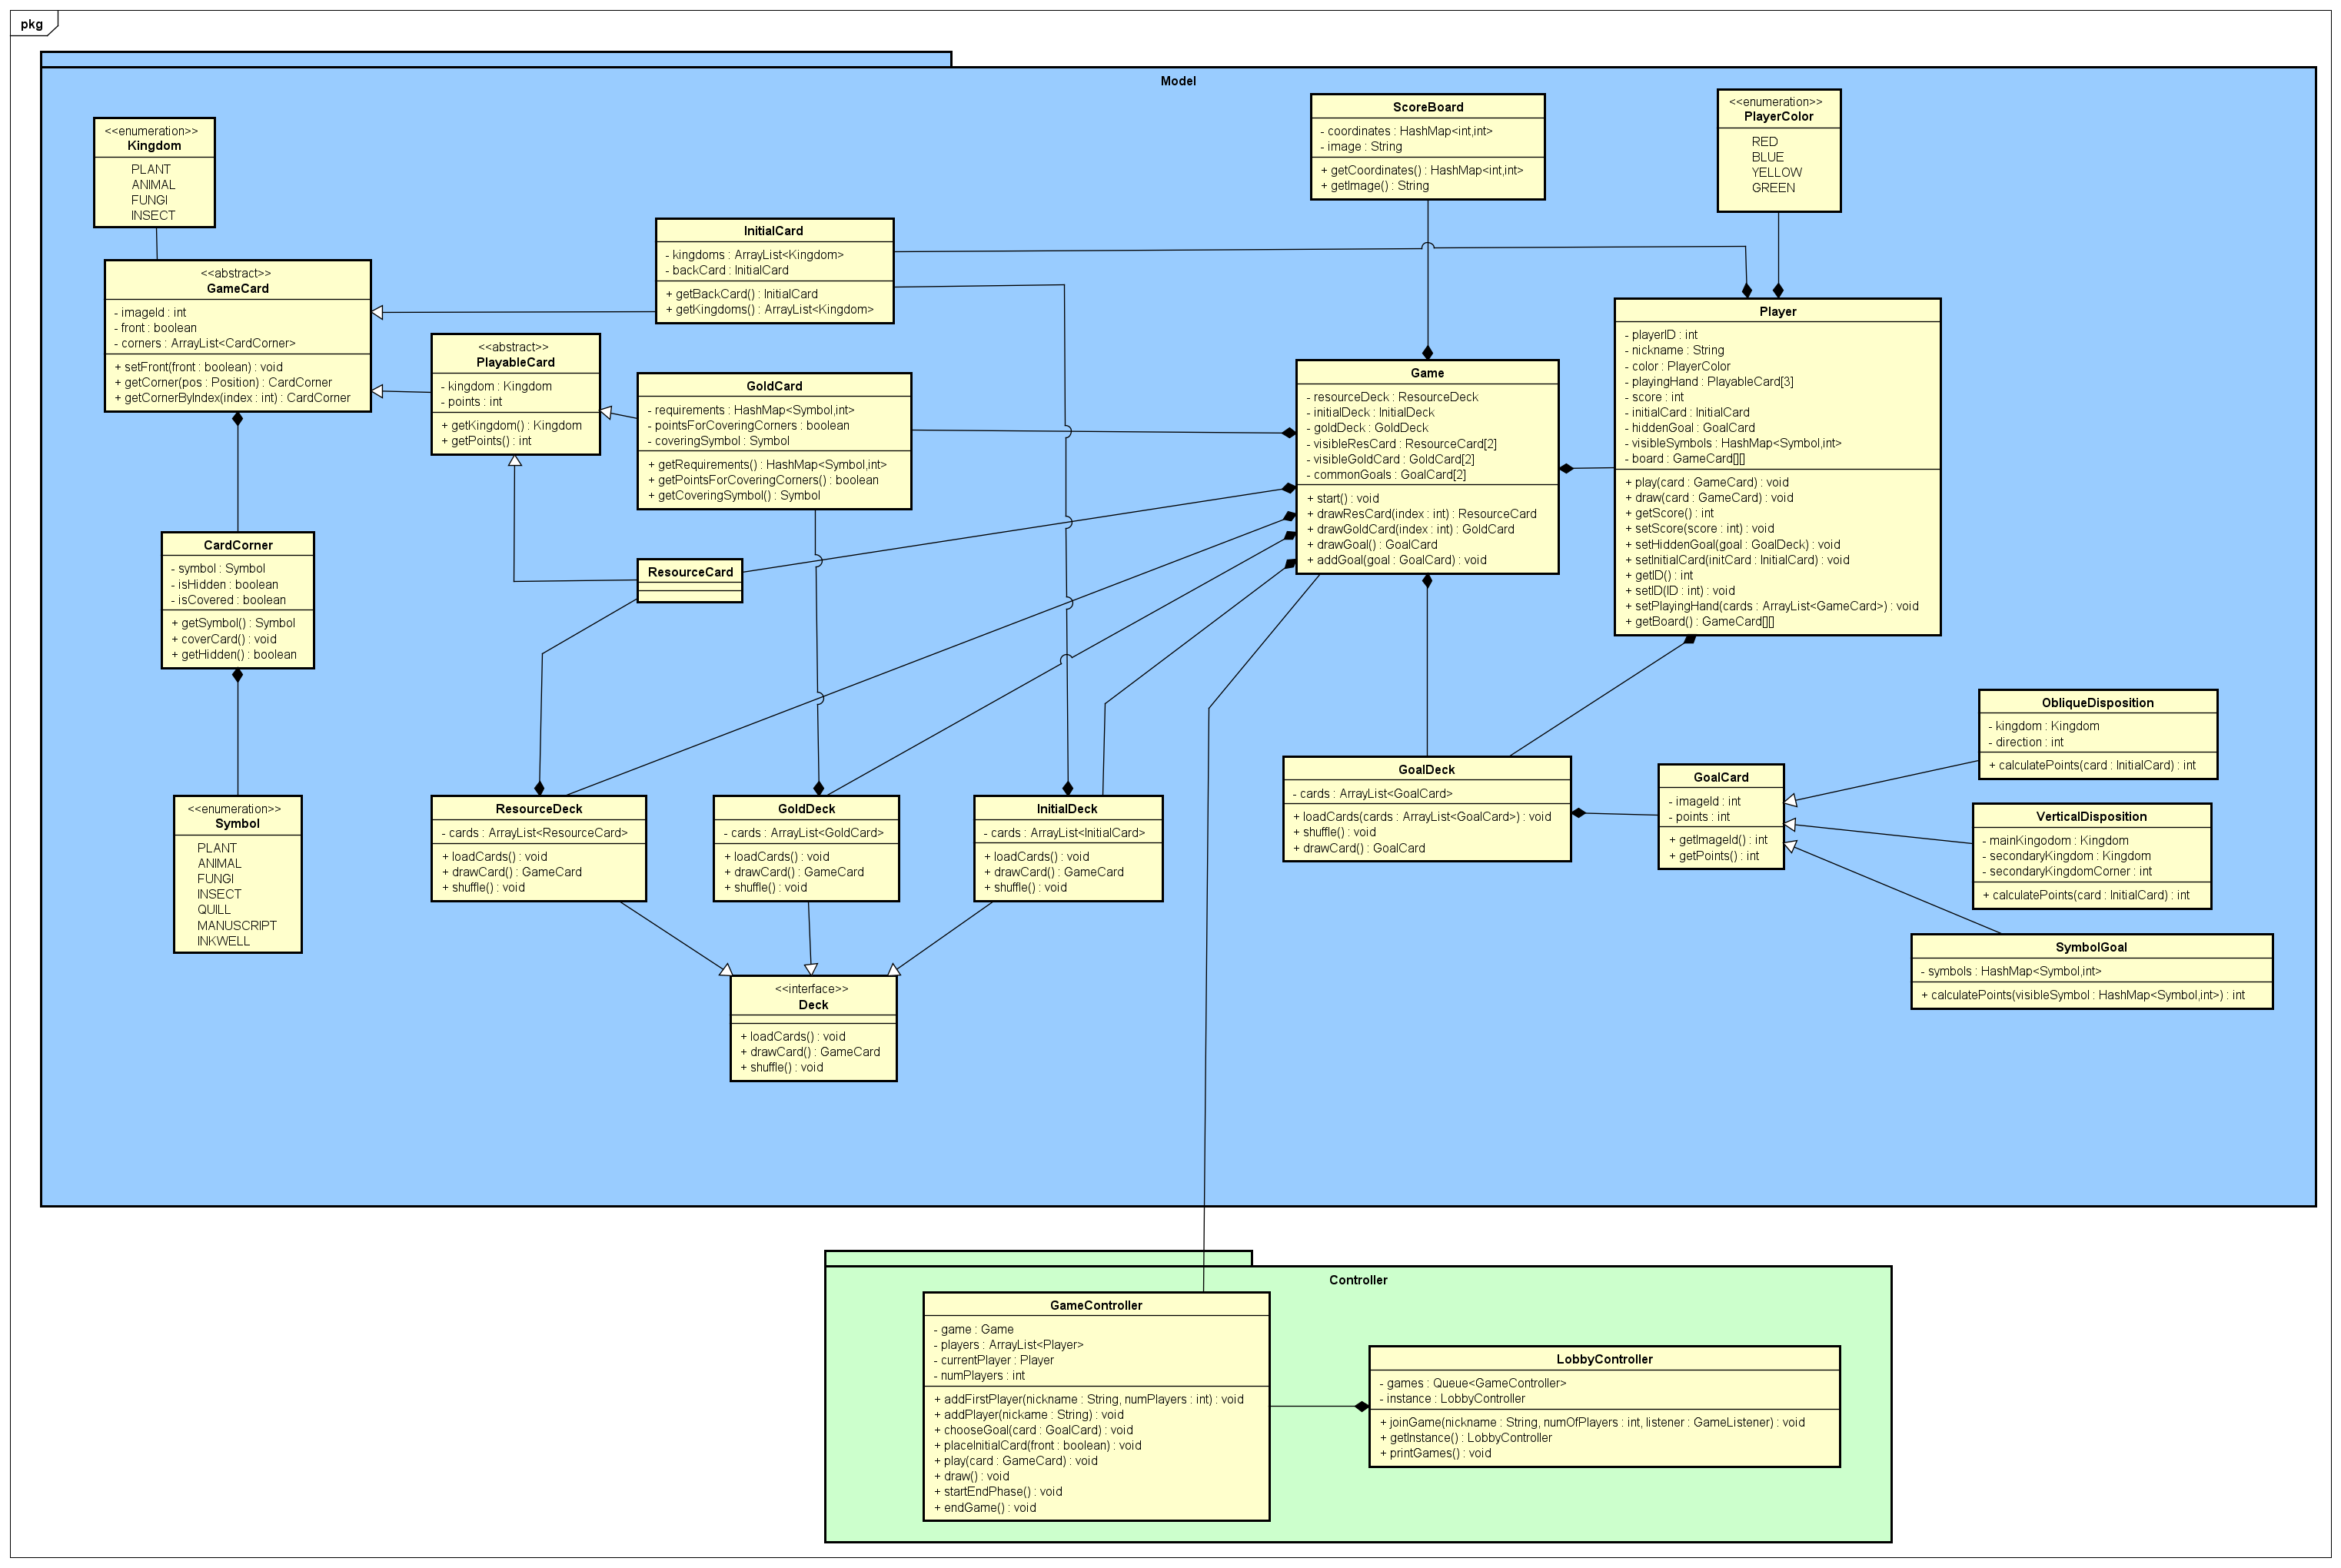 pkg
Model
<<enumeration>>
Kingdom
PLANT
ANIMAL
FUNGI
INSECT
<<abstract>>
GameCard
- imageId : int
- front : boolean
- corners : ArrayList<CardCorner>
+ setFront(front : boolean) : void
+ getCorner(pos : Position) : CardCorner
+ getCornerByIndex(index : int) : CardCorner
InitialCard
- kingdoms : ArrayList<Kingdom>
- backCard : InitialCard
+ getBackCard() : InitialCard
+ getKingdoms() : ArrayList<Kingdom>
<<abstract>>
PlayableCard
- kingdom : Kingdom
- points : int
+ getKingdom() : Kingdom
+ getPoints() : int
GoldCard
- requirements : HashMap<Symbol,int>
- pointsForCoveringCorners : boolean
- coveringSymbol : Symbol
+ getRequirements() : HashMap<Symbol,int>
+ getPointsForCoveringCorners() : boolean
+ getCoveringSymbol() : Symbol
ResourceCard
ScoreBoard
- coordinates : HashMap<int,int>
- image : String
+ getCoordinates() : HashMap<int,int>
+ getImage() : String
<<enumeration>>
PlayerColor
RED
BLUE
YELLOW
GREEN
Game
- resourceDeck : ResourceDeck
- initialDeck : InitialDeck
- goldDeck : GoldDeck
- visibleResCard : ResourceCard[2]
- visibleGoldCard : GoldCard[2]
- commonGoals : GoalCard[2]
+ start() : void
+ drawResCard(index : int) : ResourceCard
+ drawGoldCard(index : int) : GoldCard
+ drawGoal() : GoalCard
+ addGoal(goal : GoalCard) : void
Player
- playerID : int
- nickname : String
- color : PlayerColor
- playingHand : PlayableCard[3]
- score : int
- initialCard : InitialCard
- hiddenGoal : GoalCard
- visibleSymbols : HashMap<Symbol,int>
- board : GameCard[][]
+ play(card : GameCard) : void
+ draw(card : GameCard) : void
+ getScore() : int
+ setScore(score : int) : void
+ setHiddenGoal(goal : GoalDeck) : void
+ setInitialCard(initCard : InitialCard) : void
+ getID() : int
+ setID(ID : int) : void
+ setPlayingHand(cards : ArrayList<GameCard>) : void
+ getBoard() : GameCard[][]
CardCorner
- symbol : Symbol
- isHidden : boolean
- isCovered : boolean
+ getSymbol() : Symbol
+ coverCard() : void
+ getHidden() : boolean
<<enumeration>>
Symbol
PLANT
ANIMAL
FUNGI
INSECT
QUILL
MANUSCRIPT
INKWELL
ResourceDeck
- cards : ArrayList<ResourceCard>
+ loadCards() : void
+ drawCard() : GameCard
+ shuffle() : void
GoldDeck
- cards : ArrayList<GoldCard>
+ loadCards() : void
+ drawCard() : GameCard
+ shuffle() : void
InitialDeck
- cards : ArrayList<InitialCard>
+ loadCards() : void
+ drawCard() : GameCard
+ shuffle() : void
GoalDeck
- cards : ArrayList<GoalCard>
+ loadCards(cards : ArrayList<GoalCard>) : void
+ shuffle() : void
+ drawCard() : GoalCard
GoalCard
- imageId : int
- points : int
+ getImageId() : int
+ getPoints() : int
ObliqueDisposition
- kingdom : Kingdom
- direction : int
+ calculatePoints(card : InitialCard) : int
VerticalDisposition
- mainKingodom : Kingdom
- secondaryKingdom : Kingdom
- secondaryKingdomCorner : int
+ calculatePoints(card : InitialCard) : int
SymbolGoal
- symbols : HashMap<Symbol,int>
+ calculatePoints(visibleSymbol : HashMap<Symbol,int>) : int
<<interface>>
Deck
+ loadCards() : void
+ drawCard() : GameCard
+ shuffle() : void
Controller
GameController
- game : Game
- players : ArrayList<Player>
- currentPlayer : Player
- numPlayers : int
+ addFirstPlayer(nickname : String, numPlayers : int) : void
+ addPlayer(nickame : String) : void
+ chooseGoal(card : GoalCard) : void
+ placeInitialCard(front : boolean) : void
+ play(card : GameCard) : void
+ draw() : void
+ startEndPhase() : void
+ endGame() : void
LobbyController
- games : Queue<GameController>
- instance : LobbyController
+ joinGame(nickname : String, numOfPlayers : int, listener : GameListener) : void
+ getInstance() : LobbyController
+ printGames() : void